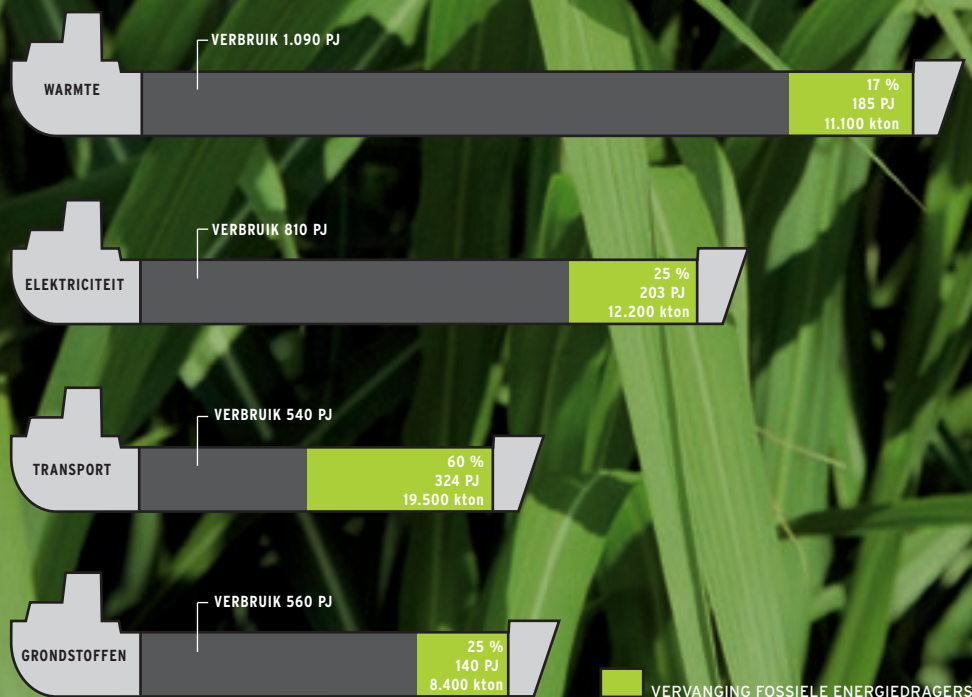 VERBRUIK 1.090 PJ
WARMTE
17 %
185 PJ
11.100 kton
VERBRUIK 810 PJ
ELEKTRICITEIT
25 %
203 PJ
12.200 kton
VERBRUIK 540 PJ
TRANSPORT
60 %
324 PJ
19.500 kton
VERBRUIK 560 PJ
GRONDSTOFFEN
25 %
140 PJ
8.400 kton
VERVANGING FOSSIELE ENERGIEDRAGERS